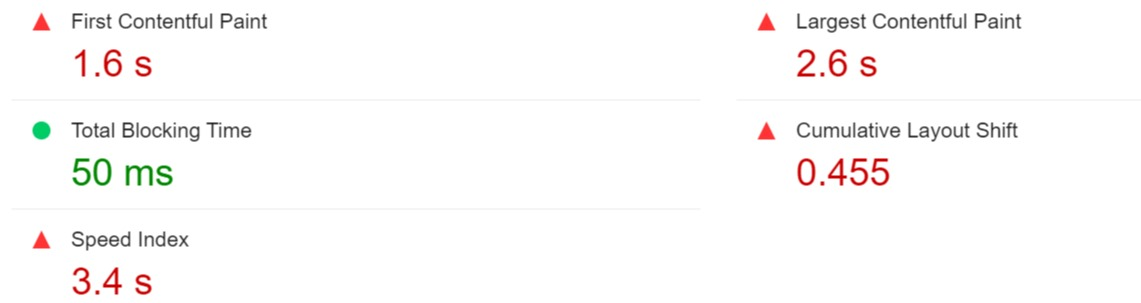 First Contentful Paint
1.6 s
Largest Contentful Paint
2.6 s
Total Blocking Time
50 ms
Cumulative Layout Shift
0.455
Speed Index
3.4 s